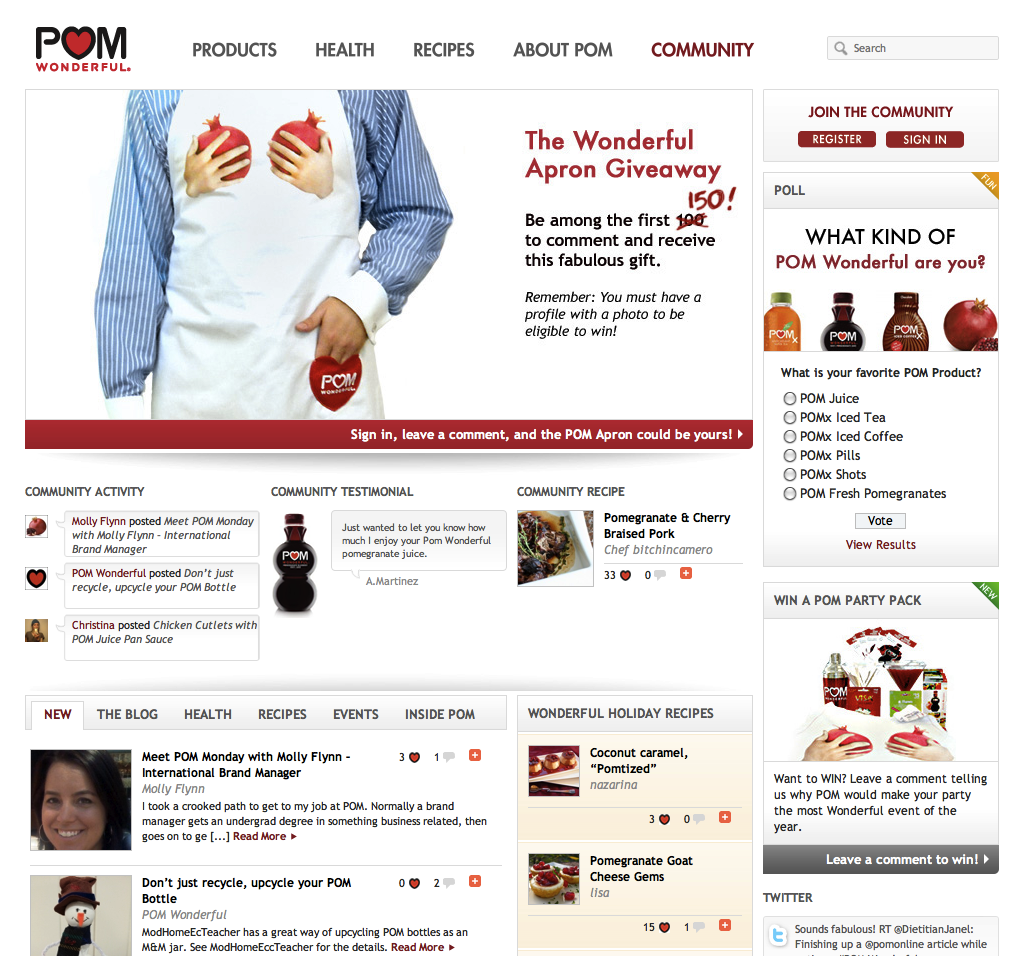 POM
WONDERFUL.
PRODUCTS
HEALTH
RECIPES
ABOUT POM
COMMUNITY
Search
The Wonderful
Apron Giveaway
150!
Be among the first 100
to comment and receive
this fabulous gift.
Remember: You must have a
profile with a photo to be
eligible to win!
POM
WONDERFUL.
Sign in, leave a comment, and the POM Apron could be yours!
JOIN THE COMMUNITY
REGISTER
SIGN IN
POLL
FUN
WHAT KIND OF
POM Wonderful are you?
POMx
POM
POMx
What is your favorite POM Product?
POM Juice
POMx Iced Tea
POMx Iced Coffee
POMx Pills
POMx Shots
POM Fresh Pomegranates
Vote
View Results
COMMUNITY ACTIVITY
Molly Flynn posted Meet POM Monday
with Molly Flynn – International
Brand Manager
POM Wonderful posted Don't just
recycle, upcycle your POM Bottle
Christina posted Chicken Cutlets with
POM Juice Pan Sauce
COMMUNITY TESTIMONIAL
POM
Just wanted to let you know how
much I enjoy your Pom Wonderful
pomegranate juice.
A.Martinez
COMMUNITY RECIPE
Pomegranate & Cherry
Braised Pork
Chef bitchincamero
33
0
WIN A POM PARTY PACK
NEW
POM
Want to WIN? Leave a comment telling
us why POM would make your party
the most Wonderful event of the
year.
Leave a comment to win!
NEW
THE BLOG
HEALTH
RECIPES
EVENTS
INSIDE POM
Meet POM Monday with Molly Flynn –
International Brand Manager
Molly Flynn
3
1
I took a crooked path to get to my job at POM. Normally a brand
manager gets an undergrad degree in something business related, then
goes on to ge [...] Read More
Don't just recycle, upcycle your POM
Bottle
POM Wonderful
0
2
ModHomEcTeacher has a great way of upcycling POM bottles as an
M&M jar. See ModHomeEccTeacher for the details. Read More
WONDERFUL HOLIDAY RECIPES
Coconut caramel,
“Pomtized”
nazarina
3
0
Pomegranate Goat
Cheese Gems
lisa
15
1
TWITTER
Sounds fabulous! RT @DietitianJanel:
Finishing up a @pomonline article while